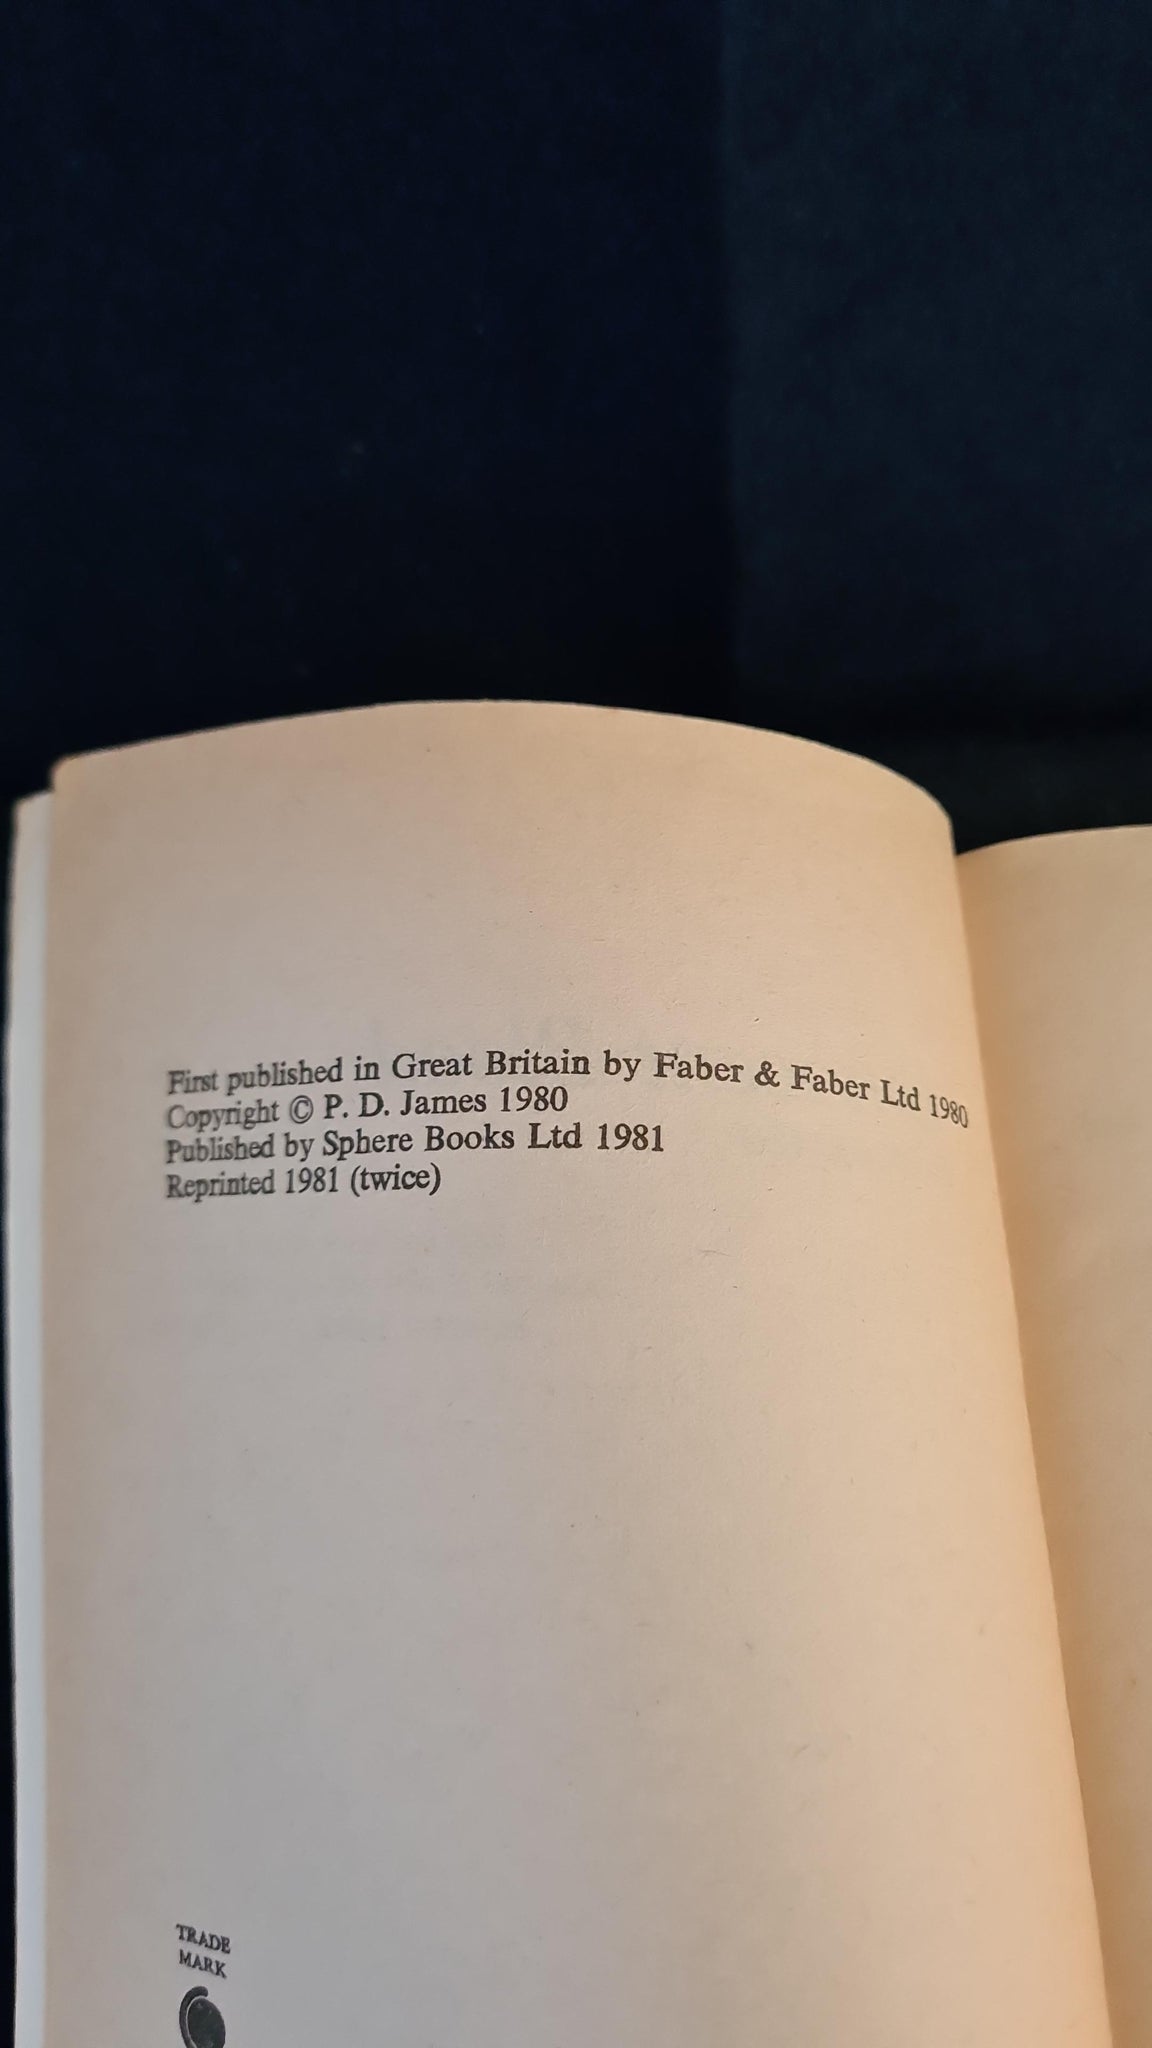 First published in Great Britain by Faber & Faber Ltd 1980
Copyright © P. D. James 1980
Published by Sphere Books Ltd 1981
Reprinted 1981 (twice)
TRADE
MARK